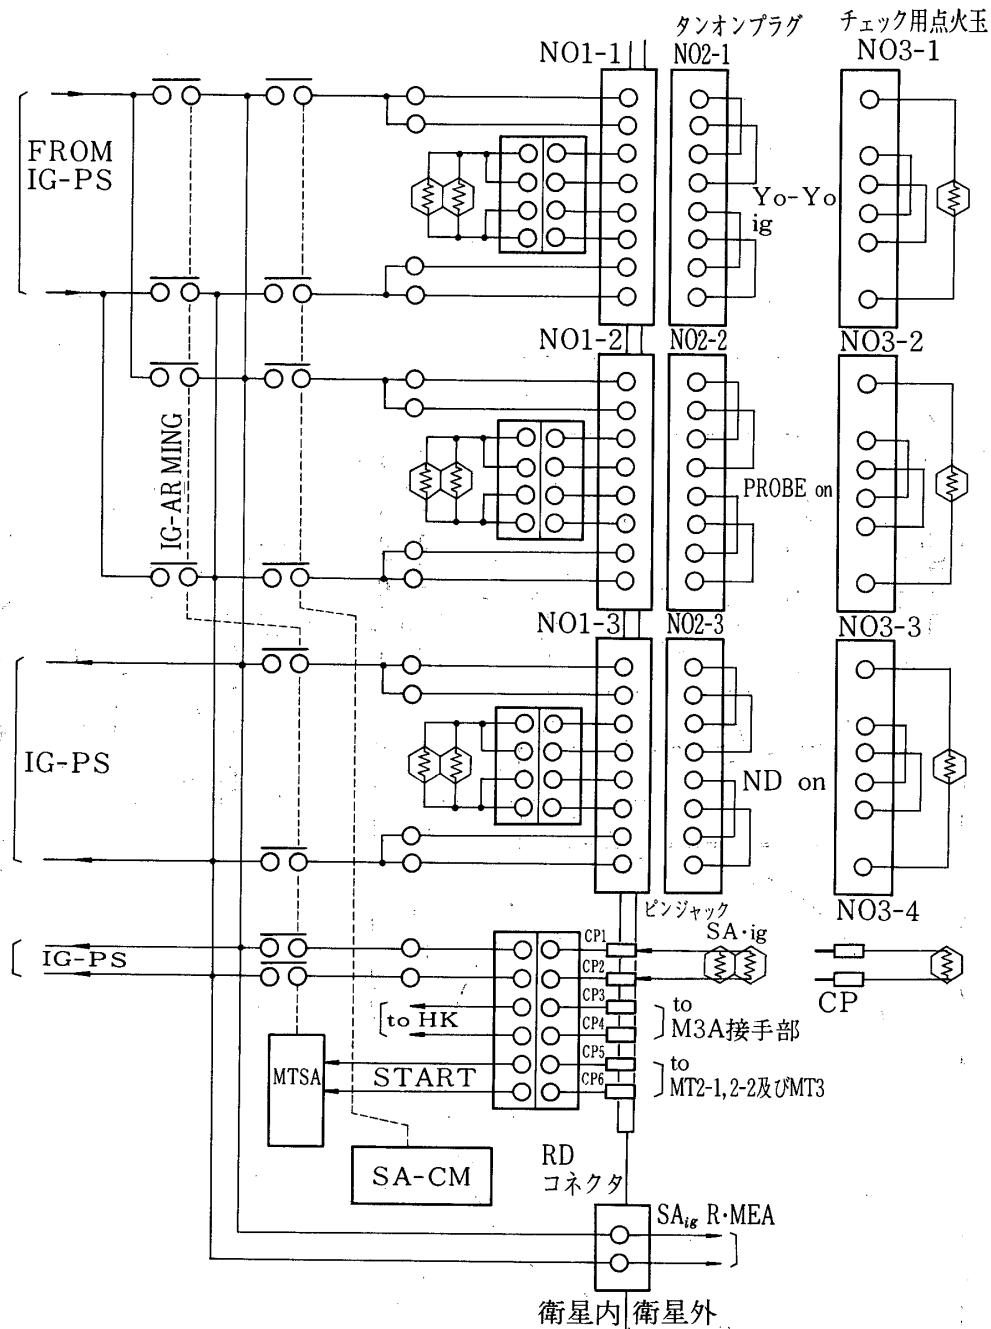 タンオンプラグ
チェック用点火玉
NO1-1
NO2-1
NO3-1
FROM
IG-PS
Yo-Yo
ig
NO1-2
NO2-2
NO3-2
IG-ARMING
PROBE on
NO1-3
NO2-3
NO3-3
IG-PS
ND on
ピンジャック
NO3-4
IG-PS
CP1
SA·ig
CP2
CP
CP3
to HK
to
M3A接手部
CP4
CP5
to
MTSA
START
CP6
MT2-1,2-2及びMT3
SA-CM
RD
コネクタ
SAig R·MEA
衛星内
衛星外